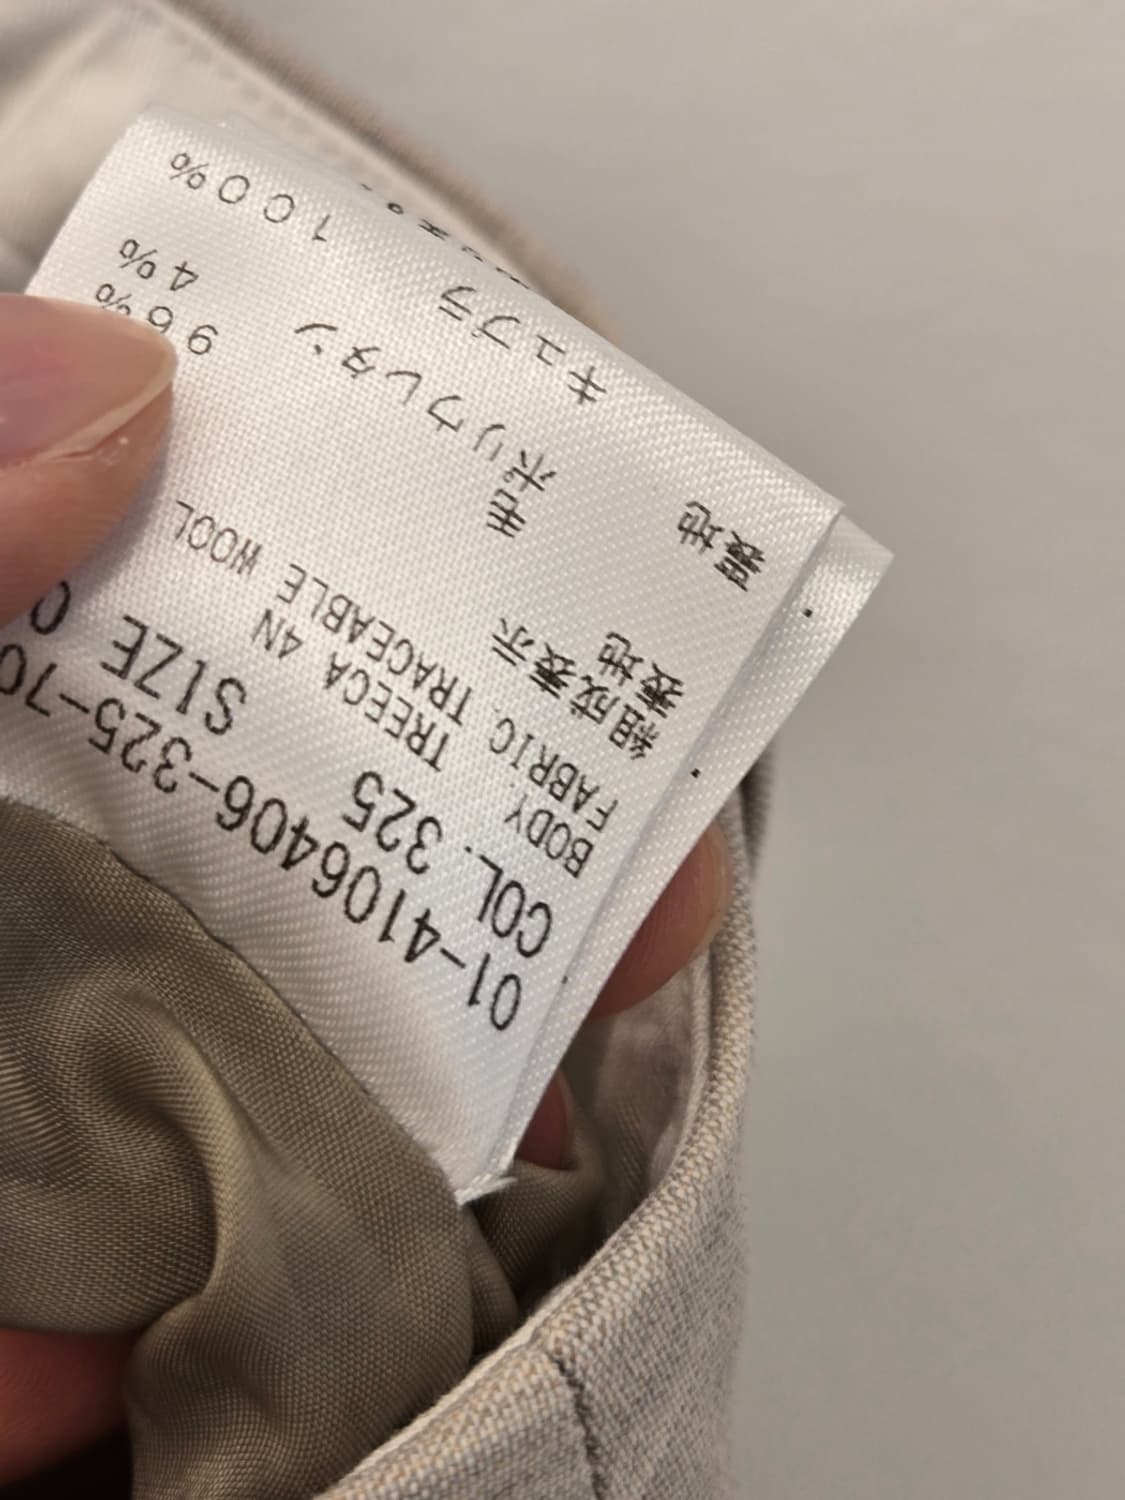 01-4106406-325-70
COL. 325 SIZE 0
BODY. TREECA 4N
FABRIC. TRACEABLE WOOL
組成表示
表地
毛 96%
ポリウレタン 4%
裏地
キュプラ 100%